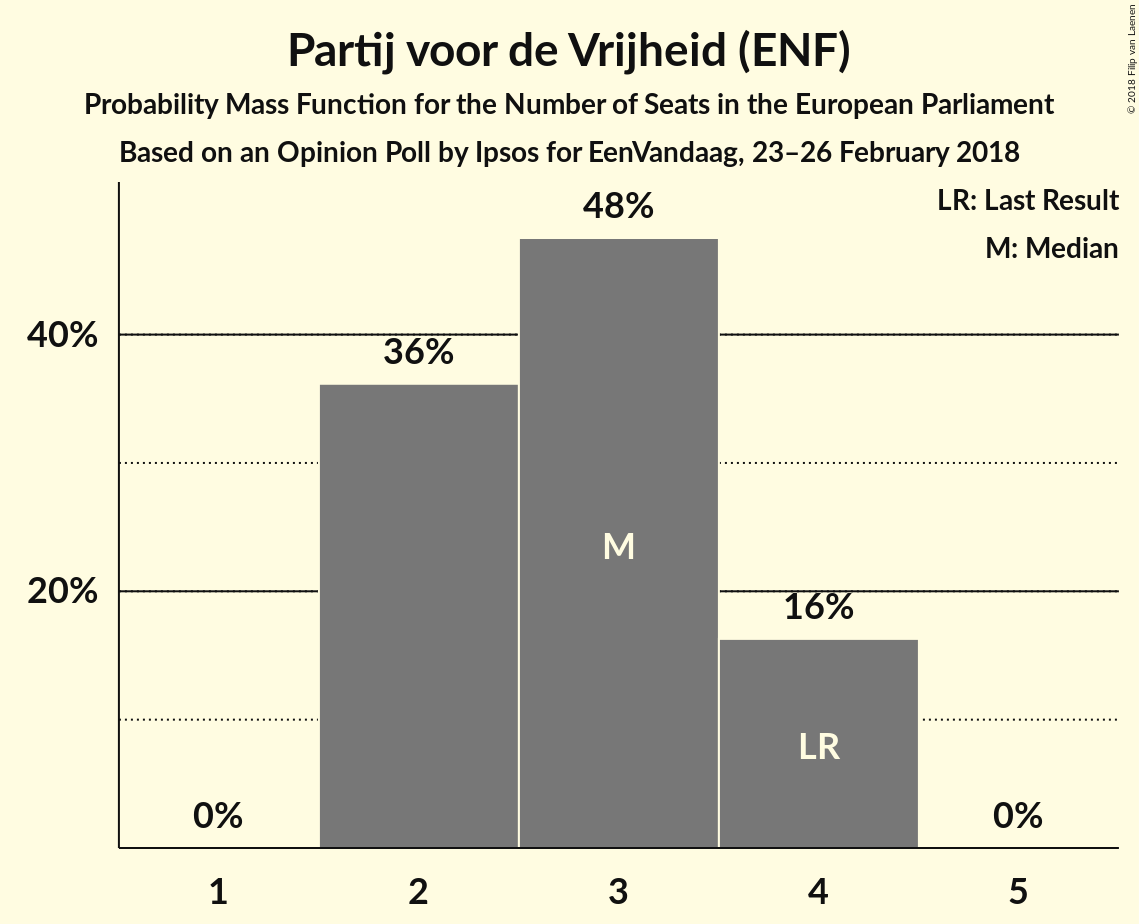 Partij voor de Vrijheid (ENF)
Probability Mass Function for the Number of Seats in the European Parliament
Based on an Opinion Poll by Ipsos for EenVandaag, 23–26 February 2018
© 2018 Filip van Laenen
LR: Last Result
M: Median
48%
40%
36%
M
20%
16%
LR
0%
0%
1 2 3 4 5